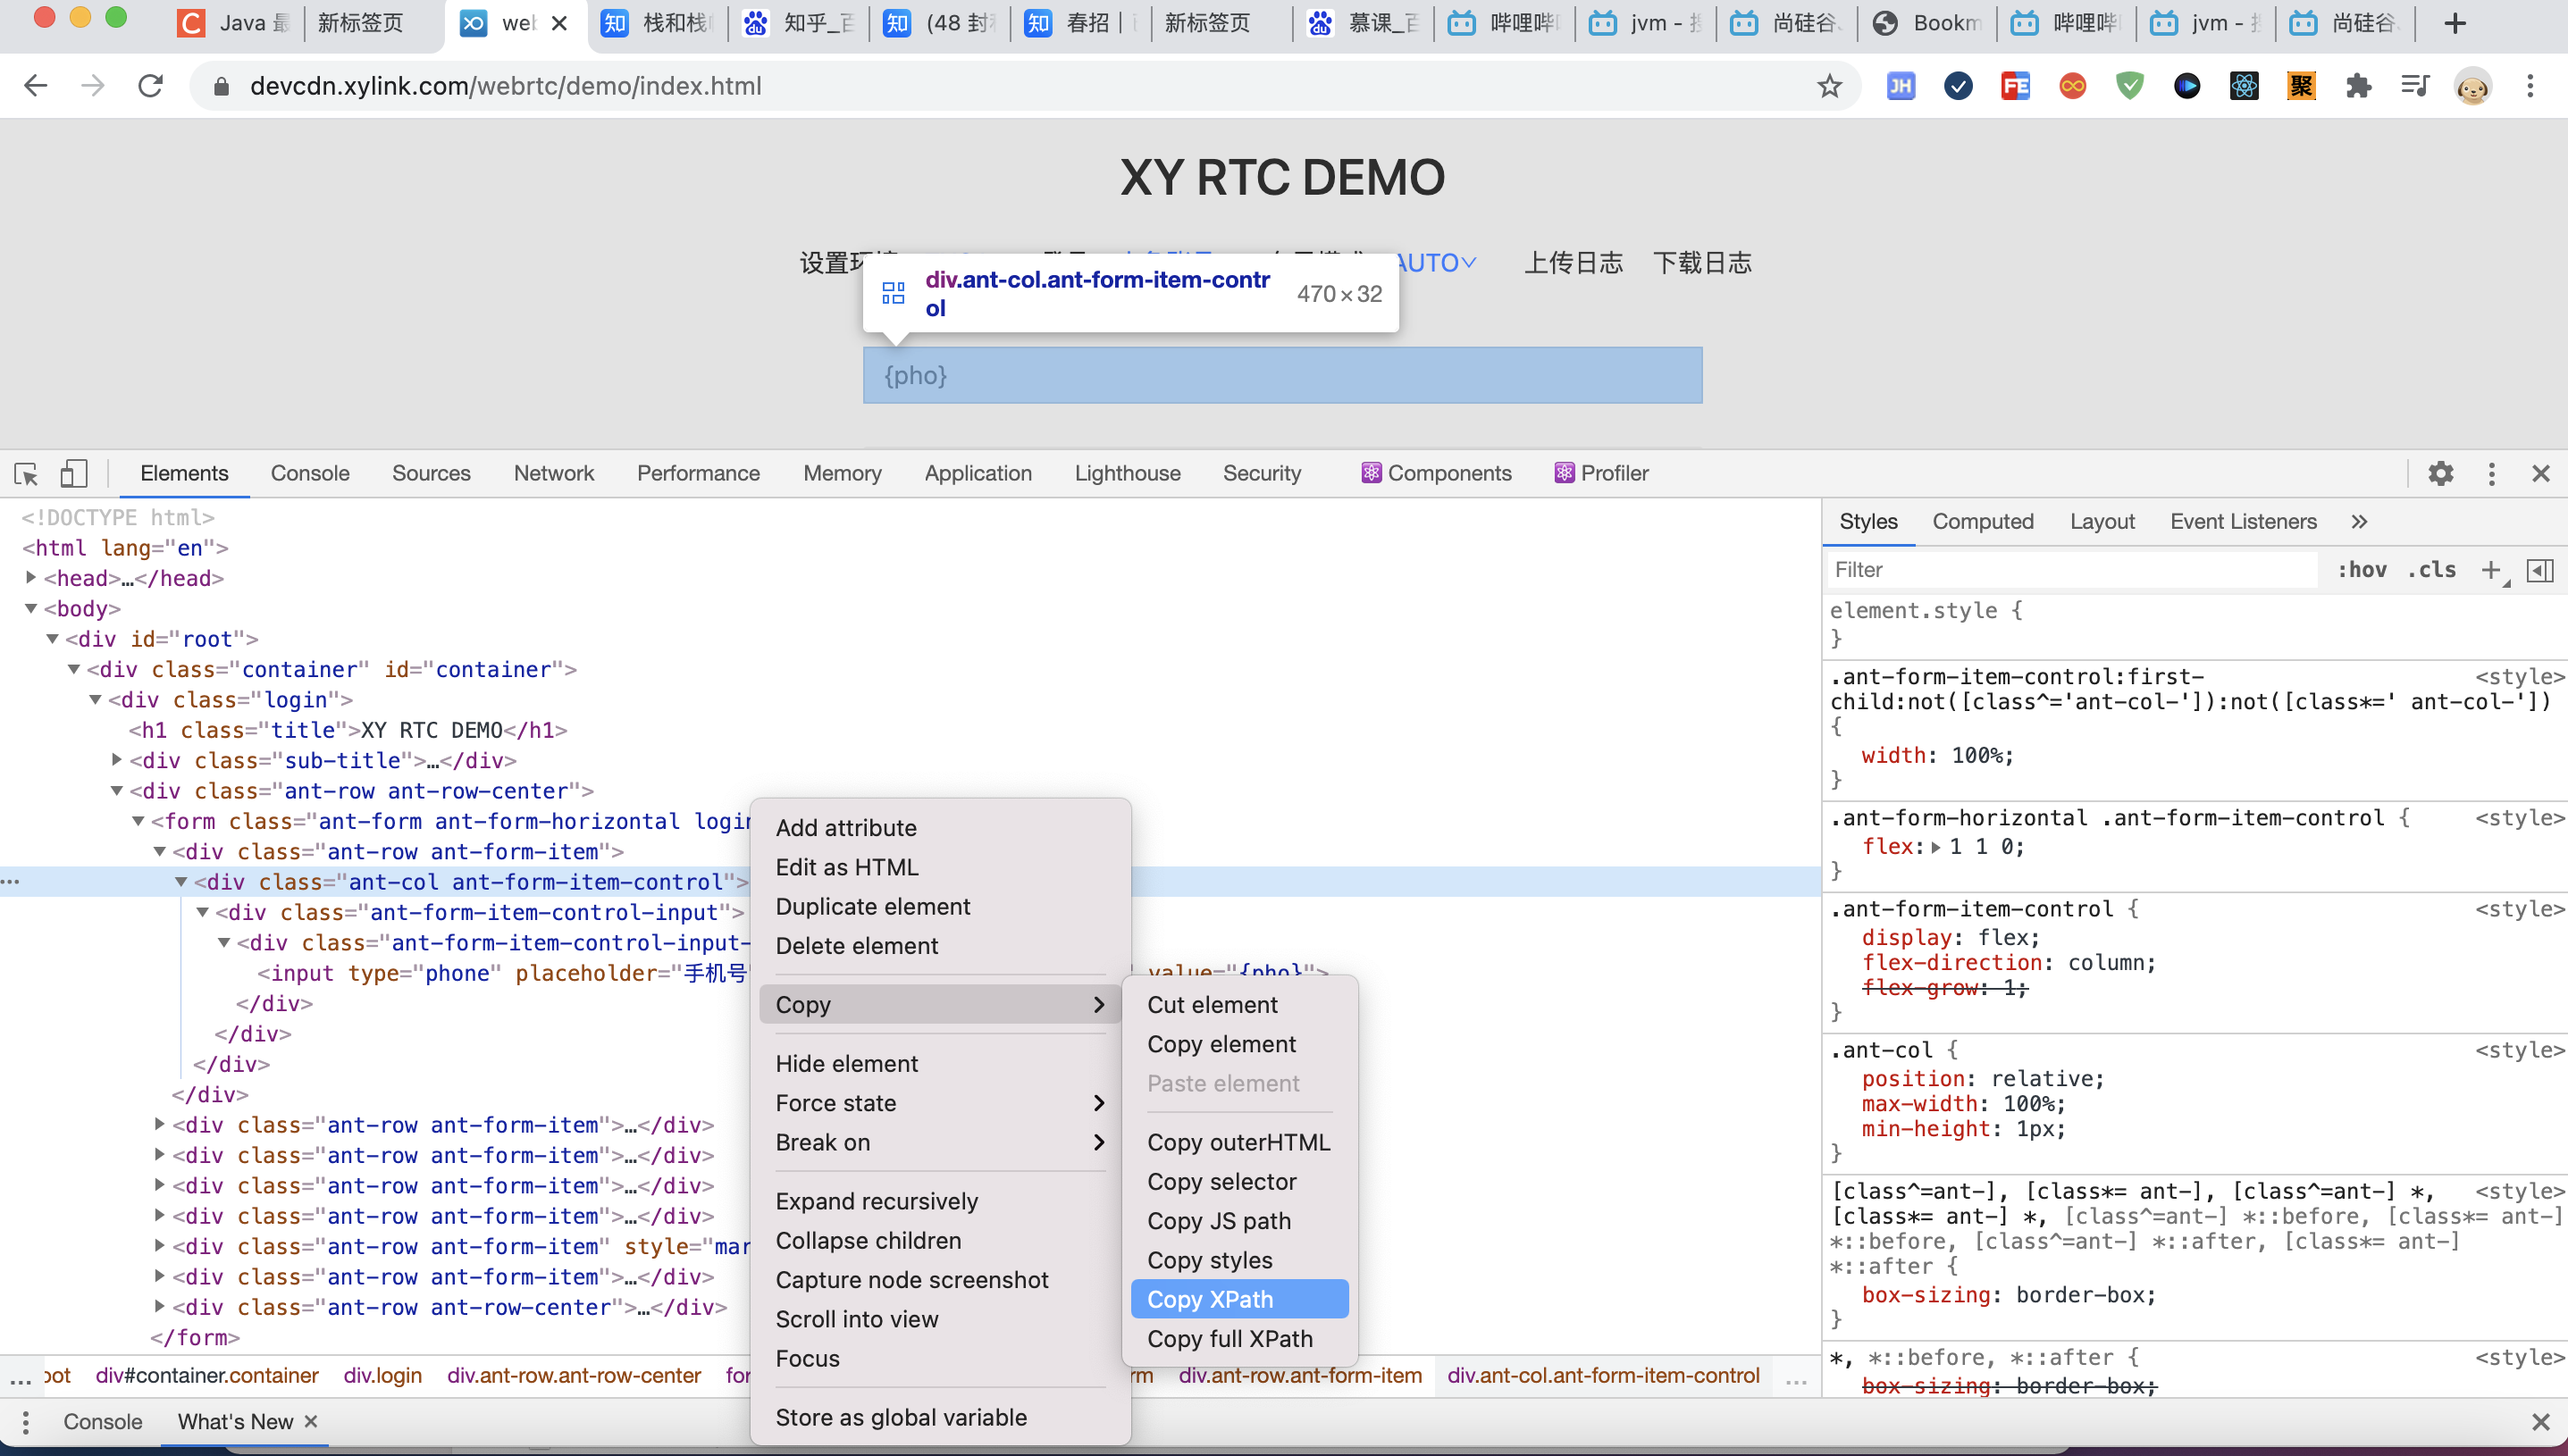 Java 最
新标签页
web
栈和栈帧
知乎_百
(48 封私
春招 |
新标签页
慕课_百
哔哩哔哩
jvm - 搜
尚硅谷
Bookm
哔哩哔
jvm - 搜
尚硅谷
devcdn.xylink.com/webrtc/demo/index.html
XY RTC DEMO
设置环境
AUTO
上传日志
下载日志
div.ant-col.ant-form-item-contr
ol
470 × 32
{pho}
Elements
Console
Sources
Network
Performance
Memory
Application
Lighthouse
Security
Components
Profiler
<!DOCTYPE html>
<html lang="en">
<head>…</head>
<body>
<div id="root">
<div class="container" id="container">
<div class="login">
<h1 class="title">XY RTC DEMO</h1>
<div class="sub-title">…</div>
<div class="ant-row ant-row-center">
<form class="ant-form ant-form-horizontal login
<div class="ant-row ant-form-item">
<div class="ant-col ant-form-item-control">
<div class="ant-form-item-control-input">
<div class="ant-form-item-control-input-
<input type="phone" placeholder="手机号
value="{pho}">
</div>
</div>
</div>
</div>
<div class="ant-row ant-form-item">…</div>
<div class="ant-row ant-form-item">…</div>
<div class="ant-row ant-form-item">…</div>
<div class="ant-row ant-form-item">…</div>
<div class="ant-row ant-form-item" style="mar
<div class="ant-row ant-form-item">…</div>
<div class="ant-row ant-row-center">…</div>
</form>
Add attribute
Edit as HTML
Duplicate element
Delete element
Copy
Hide element
Force state
Break on
Expand recursively
Collapse children
Capture node screenshot
Scroll into view
Focus
Store as global variable
Cut element
Copy element
Paste element
Copy outerHTML
Copy selector
Copy JS path
Copy styles
Copy XPath
Copy full XPath
Styles
Computed
Layout
Event Listeners
»
Filter
:hov .cls +
element.style {
}
.ant-form-item-control:first-
<style>
child:not([class^='ant-col-']):not([class*=' ant-col-'])
{
width: 100%;
}
.ant-form-horizontal .ant-form-item-control {
<style>
flex: 1 1 0;
}
.ant-form-item-control {
<style>
display: flex;
flex-direction: column;
flex-grow: 1;
}
.ant-col {
<style>
position: relative;
max-width: 100%;
min-height: 1px;
}
[class^=ant-], [class*= ant-], [class^=ant-] *,
<style>
[class*= ant-] *, [class^=ant-] *::before, [class*= ant-]
*::before, [class^=ant-] *::after, [class*= ant-]
*::after {
box-sizing: border-box;
}
*, *::before, *::after {
<style>
box-sizing: border-box;
... oot div#container.container div.login div.ant-row.ant-row-center for
rm div.ant-row.ant-form-item div.ant-col.ant-form-item-control ...
Console
What's New